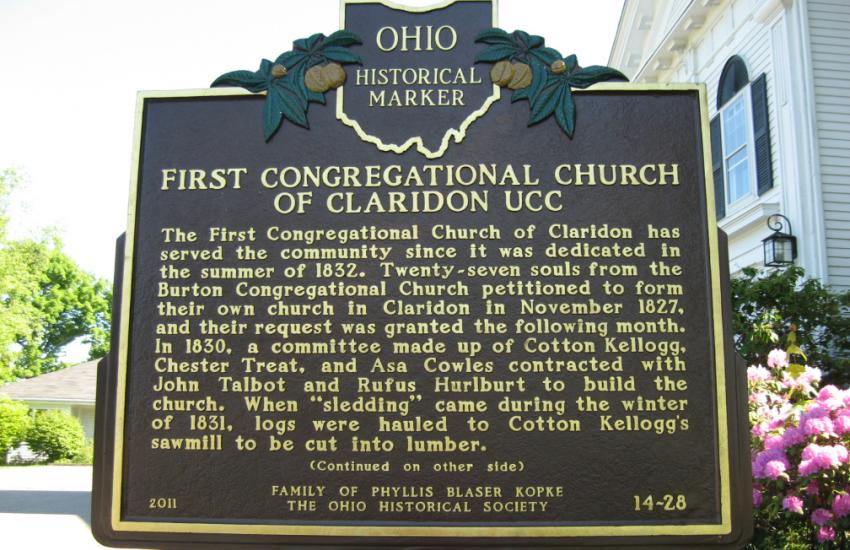 OHIO
HISTORICAL
MARKER
FIRST CONGREGATIONAL CHURCH
OF CLARIDON UCC
The First Congregational Church of Claridon has
served the community since it was dedicated in
the summer of 1832. Twenty-seven souls from the
Burton Congregational Church petitioned to form
their own church in Claridon in November 1827,
and their request was granted the following month.
In 1830, a committee made up of Cotton Kellogg,
Chester Treat, and Asa Cowles contracted with
John Talbot and Rufus Hurlburt to build the
church. When "sledding" came during the winter
of 1831, logs were hauled to Cotton Kellogg's
sawmill to be cut into lumber.
(Continued on other side)
FAMILY OF PHYLLIS BLASER KOPKE
2011 THE OHIO HISTORICAL SOCIETY 14-28